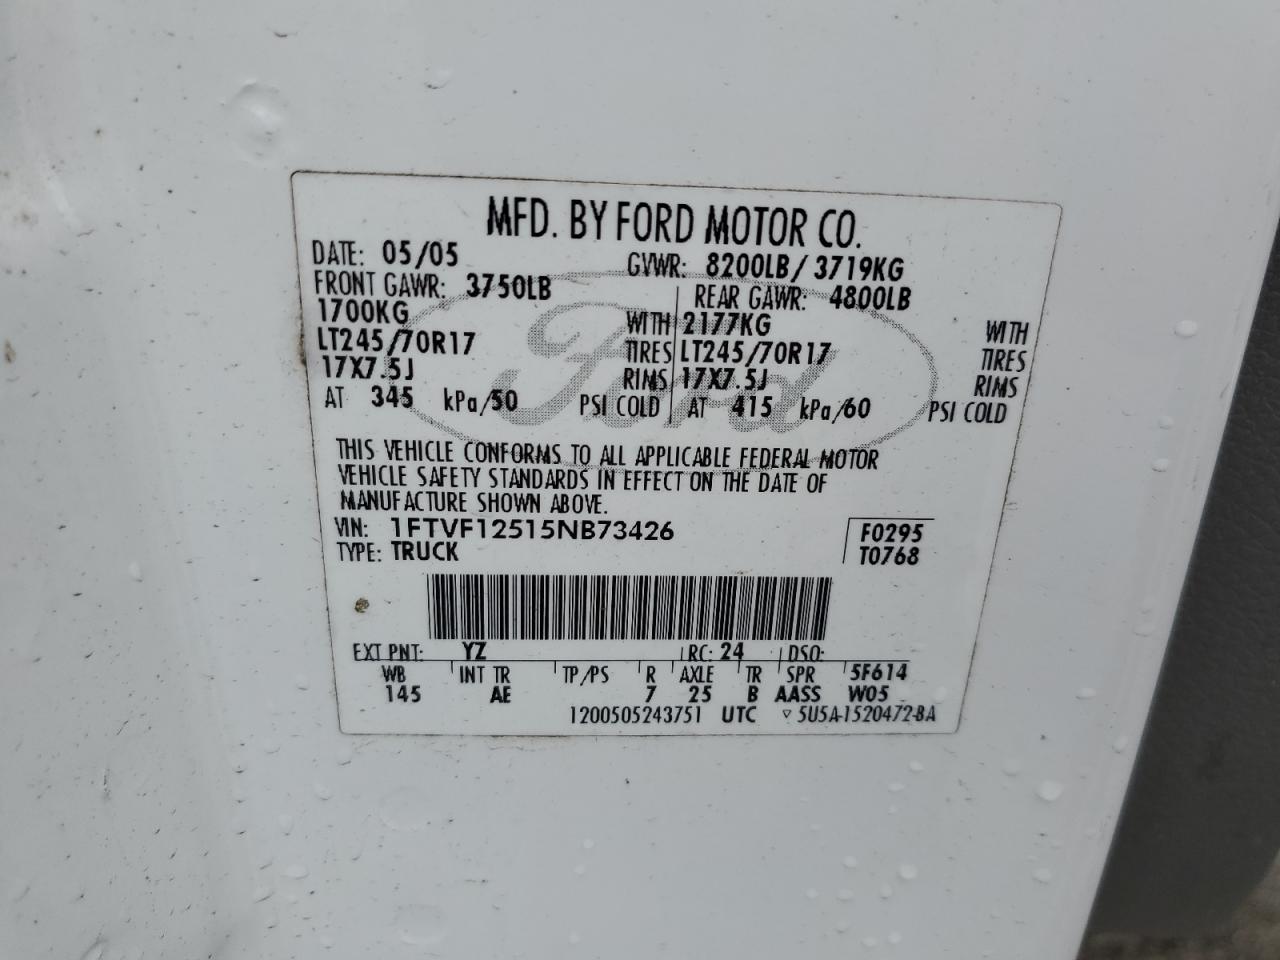 MFD. BY FORD MOTOR CO.
DATE: 05/05 GVWR: 8200LB/ 3719KG
FRONT GAWR: 3750LB REAR GAWR: 4800LB
1700KG WITH 2177KG WITH
LT245/70R17 TIRES LT245/70R17 TIRES
17X7.5J RIMS 17X7.5J RIMS
AT 345 kPa/50 PSI COLD AT 415 kPa/60 PSI COLD
Ford
THIS VEHICLE CONFORMS TO ALL APPLICABLE FEDERAL MOTOR
VEHICLE SAFETY STANDARDS IN EFFECT ON THE DATE OF
MANUFACTURE SHOWN ABOVE.
VIN: 1FTVF12515NB73426 F0295
TYPE: TRUCK T0768
EXT PNT: YZ RC: 24 DSO:
WB INT TR TP/PS R AXLE TR SPR 5F614
145 AE 7 25 B AASS W05
1200505243751 UTC ▽ 5U5A-1520472-BA